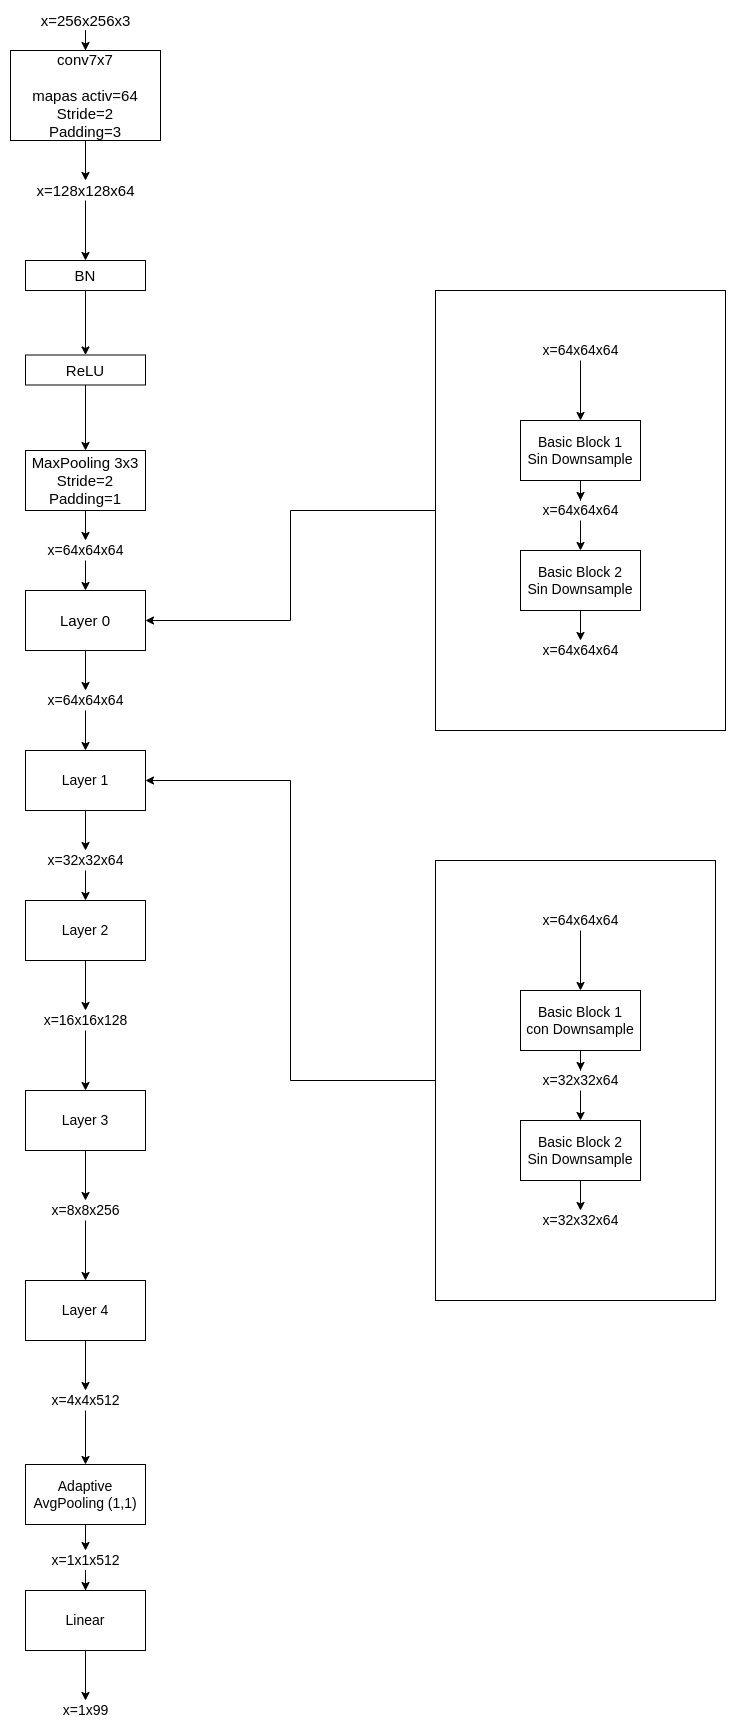 x=256x256x3
conv7x7
mapas activ=64
Stride=2
Padding=3
x=128x128x64
BN
ReLU
MaxPooling 3x3
Stride=2
Padding=1
x=64x64x64
Layer 0
x=64x64x64
Layer 1
x=32x32x64
Layer 2
x=16x16x128
Layer 3
x=8x8x256
Layer 4
x=4x4x512
Adaptive
AvgPooling (1,1)
x=1x1x512
Linear
x=1x99
x=64x64x64
Basic Block 1
Sin Downsample
x=64x64x64
Basic Block 2
Sin Downsample
x=64x64x64
x=64x64x64
Basic Block 1
con Downsample
x=32x32x64
Basic Block 2
Sin Downsample
x=32x32x64